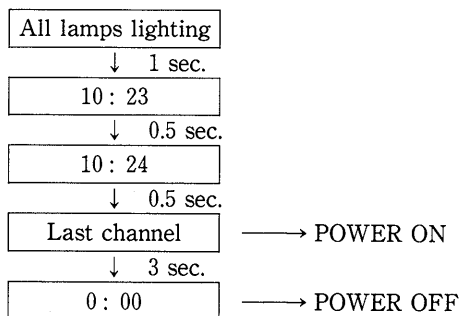 All lamps lighting
↓ 1 sec.
10 : 23
↓ 0.5 sec.
10 : 24
↓ 0.5 sec.
Last channel → POWER ON
↓ 3 sec.
0 : 00 → POWER OFF